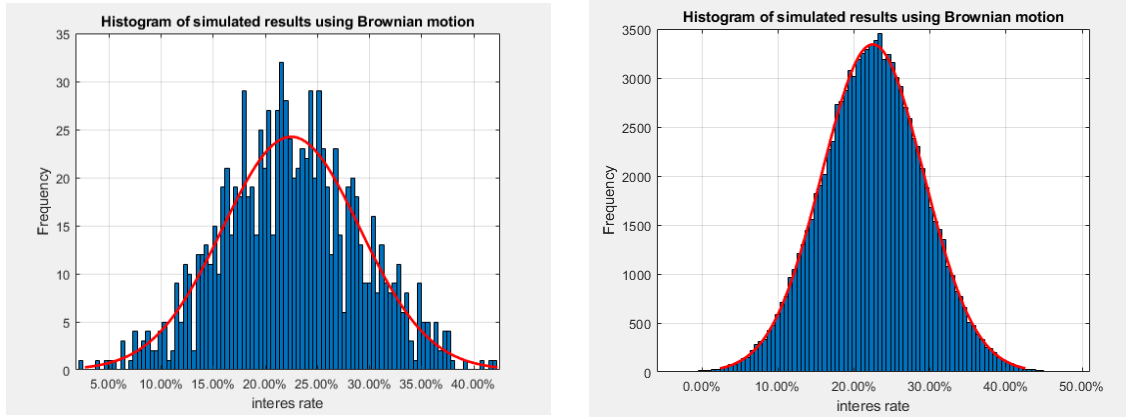 Histogram of simulated results using Brownian motion
35
30
25
20
15
10
5
0
Frequency
5.00% 10.00% 15.00% 20.00% 25.00% 30.00% 35.00% 40.00%
interes rate
Histogram of simulated results using Brownian motion
3500
3000
2500
2000
1500
1000
500
0
Frequency
0.00% 10.00% 20.00% 30.00% 40.00% 50.00%
interes rate